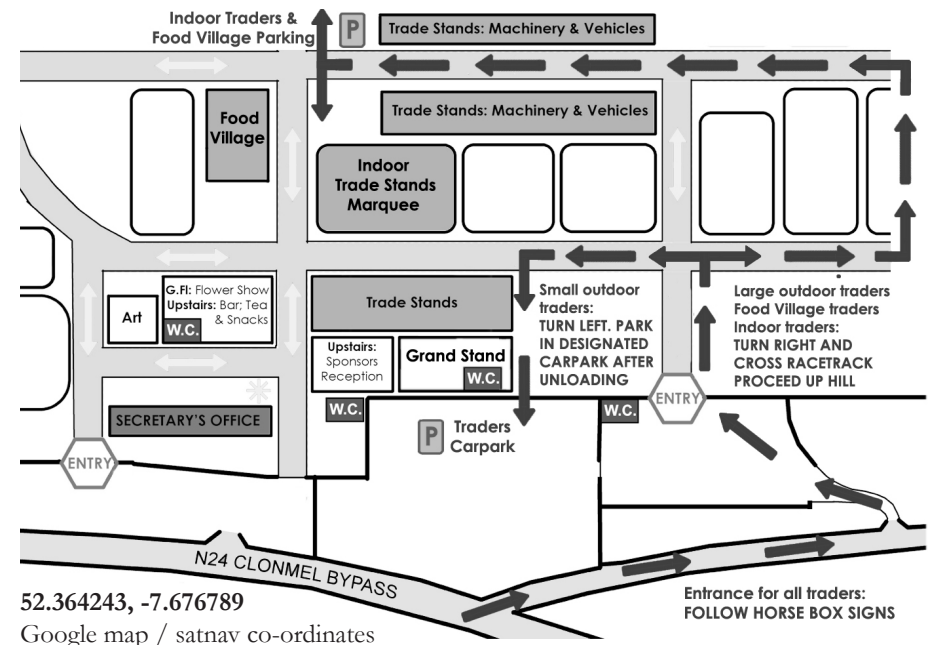 Indoor Traders &
Food Village Parking
P
Trade Stands: Machinery & Vehicles
Trade Stands: Machinery & Vehicles
Food
Village
Indoor
Trade Stands
Marquee
G.Fl: Flower Show
Upstairs: Bar; Tea
& Snacks
W.C.
Art
Trade Stands
Small outdoor
traders:
TURN LEFT. PARK
IN DESIGNATED
CARPARK AFTER
UNLOADING
Large outdoor traders
Food Village traders
Indoor traders:
TURN RIGHT AND
CROSS RACETRACK
PROCEED UP HILL
Upstairs:
Sponsors
Reception
Grand Stand
W.C.
SECRETARY'S OFFICE
W.C.
W.C.
ENTRY
P
Traders
Carpark
ENTRY
N24 CLONMEL BYPASS
Entrance for all traders:
FOLLOW HORSE BOX SIGNS
52.364243, -7.676789
Google map / satnav co-ordinates